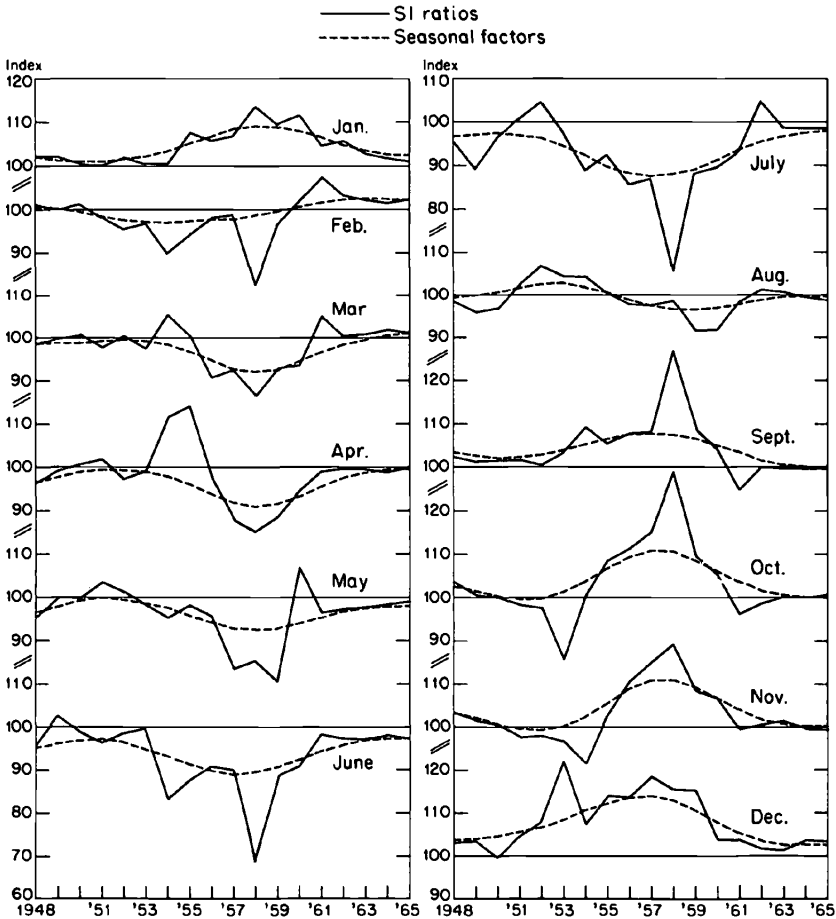 SI ratios
Seasonal factors
Index
120
110
100
Jan.
100
90
Feb.
110
100
90
Mar
110
100
90
Apr.
110
100
90
May
110
100
90
80
70
60
June
1948 '51 '53 '55 '57 '59 '61 '63 '65
Index
110
100
90
80
July
110
100
90
Aug.
120
110
100
Sept.
120
110
100
90
Oct.
110
100
Nov.
120
110
100
90
Dec.
1948 '51 '53 '55 '57 '59 '61 '63 '65